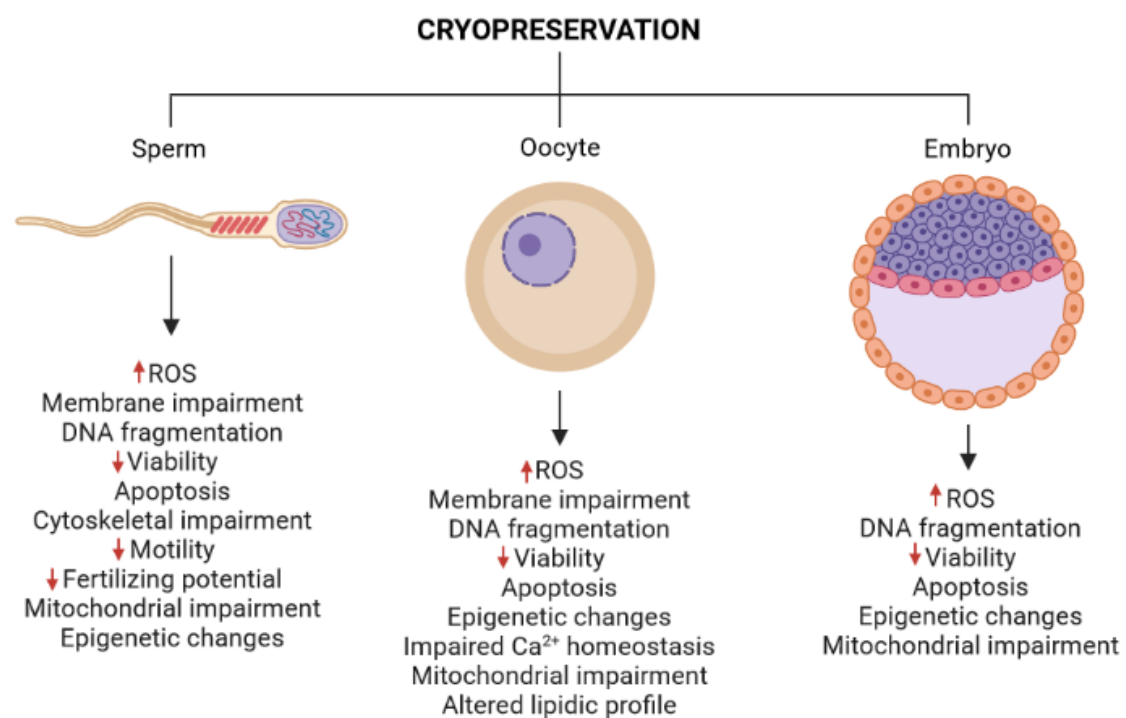 CRYOPRESERVATION
Sperm
↑ROS
Membrane impairment
DNA fragmentation
↓Viability
Apoptosis
Cytoskeletal impairment
↓Motility
↓Fertilizing potential
Mitochondrial impairment
Epigenetic changes
Oocyte
↑ROS
Membrane impairment
DNA fragmentation
↓Viability
Apoptosis
Epigenetic changes
Impaired Ca²⁺ homeostasis
Mitochondrial impairment
Altered lipidic profile
Embryo
↑ROS
DNA fragmentation
↓Viability
Apoptosis
Epigenetic changes
Mitochondrial impairment